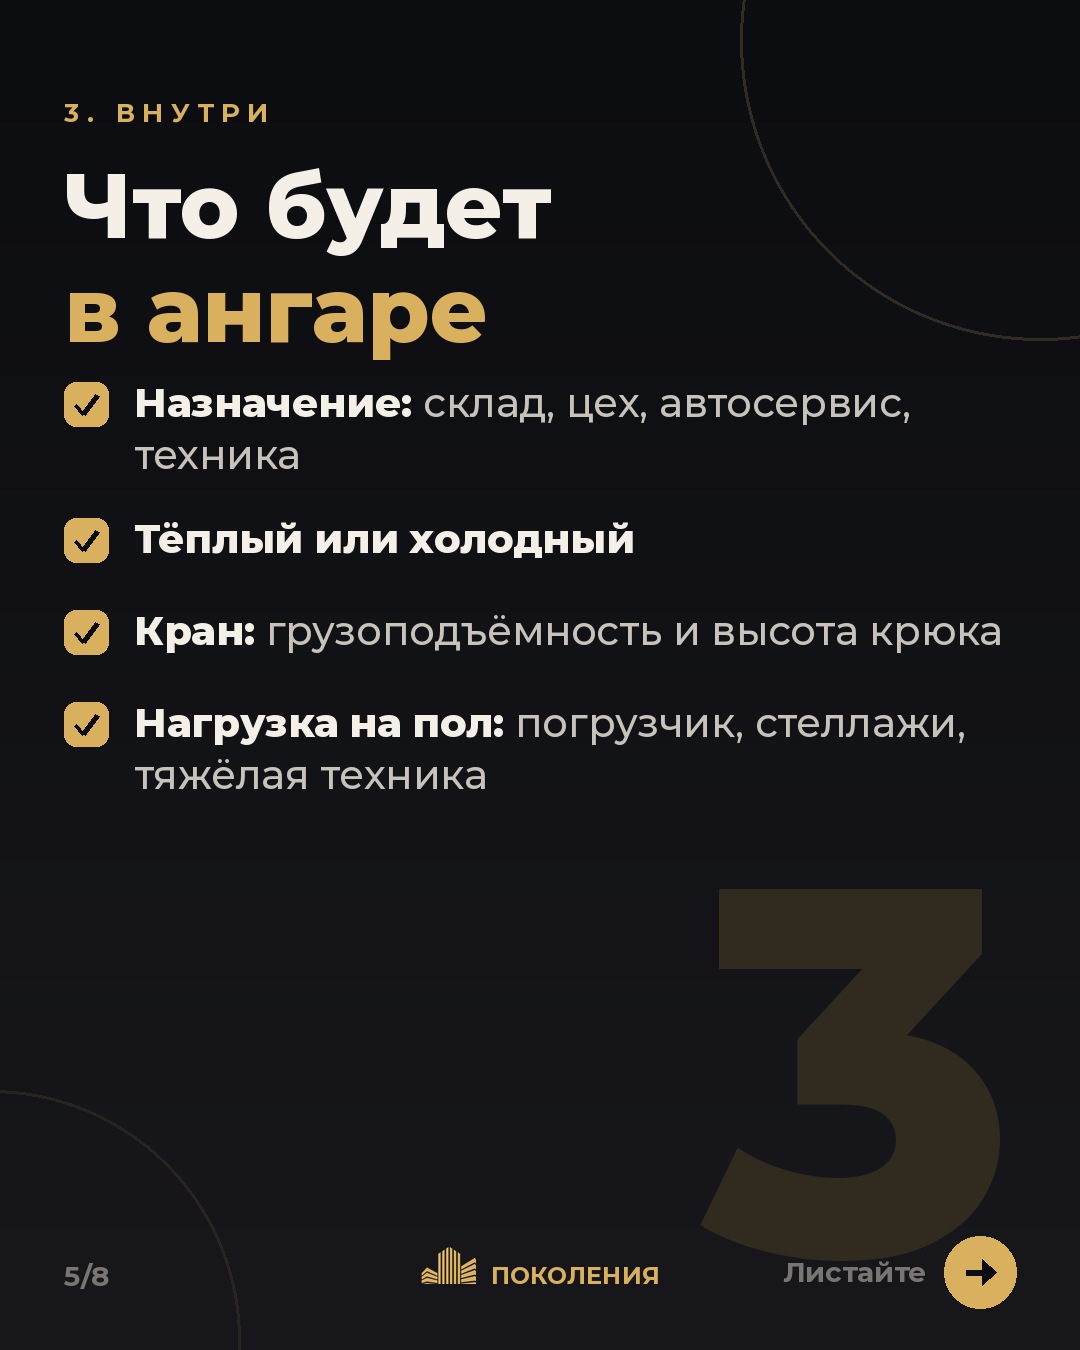 3. ВНУТРИ
Что будет
в ангаре
Назначение: склад, цех, автосервис,
техника
Тёплый или холодный
Кран: грузоподъёмность и высота крюка
Нагрузка на пол: погрузчик, стеллажи,
тяжёлая техника
3
5/8
ПОКОЛЕНИЯ
Листайте